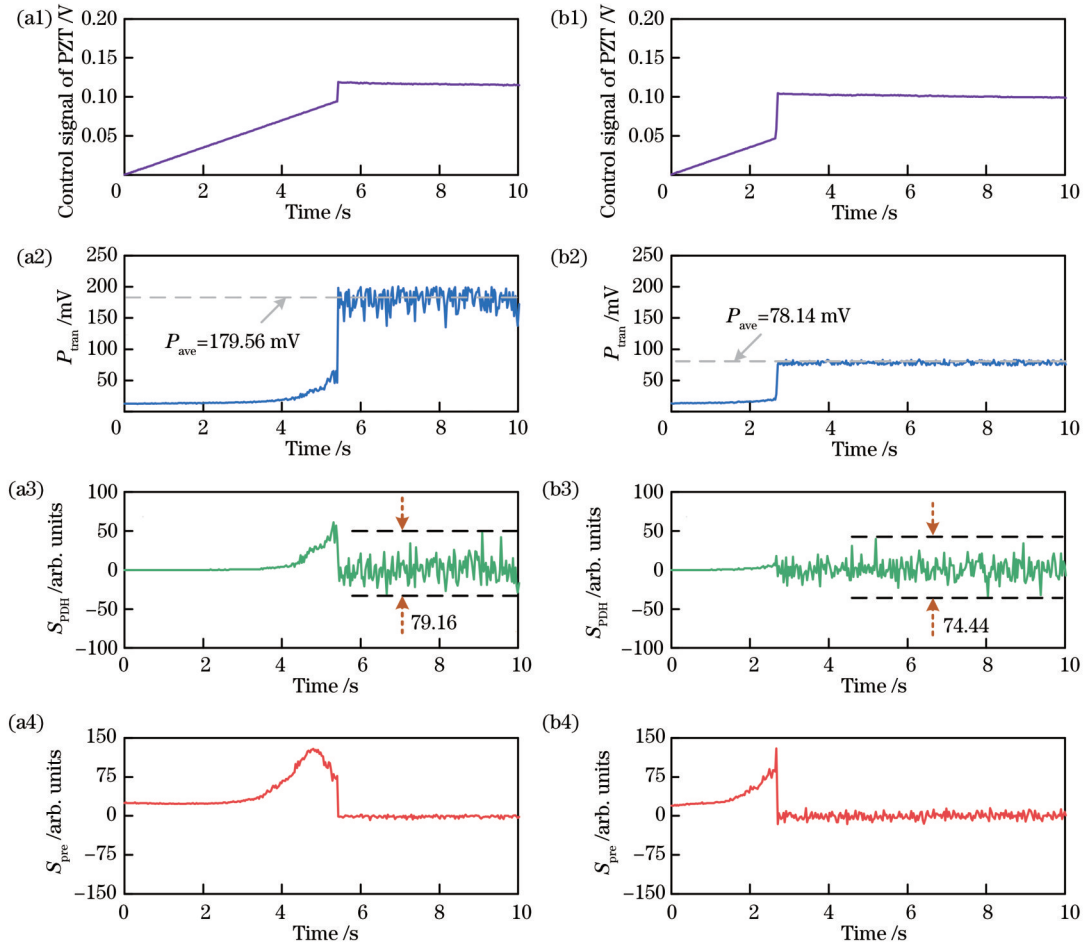 (a1)
Control signal of PZT /V
0.20
0.15
0.10
0.05
0 2 4 6 8 10
Time /s
(b1)
Control signal of PZT /V
0.20
0.15
0.10
0.05
0 2 4 6 8 10
Time /s
(a2)
P_tran /mV
250
200
150
100
50
P_ave=179.56 mV
0 2 4 6 8 10
Time /s
(b2)
P_tran /mV
250
200
150
100
50
P_ave=78.14 mV
0 2 4 6 8 10
Time /s
(a3)
S_PDH /arb. units
100
50
0
−50
−100
79.16
0 2 4 6 8 10
Time /s
(b3)
S_PDH /arb. units
100
50
0
−50
−100
74.44
0 2 4 6 8 10
Time /s
(a4)
S_pre /arb. units
150
75
0
−75
−150
0 2 4 6 8 10
Time /s
(b4)
S_pre /arb. units
150
75
0
−75
−150
0 2 4 6 8 10
Time /s